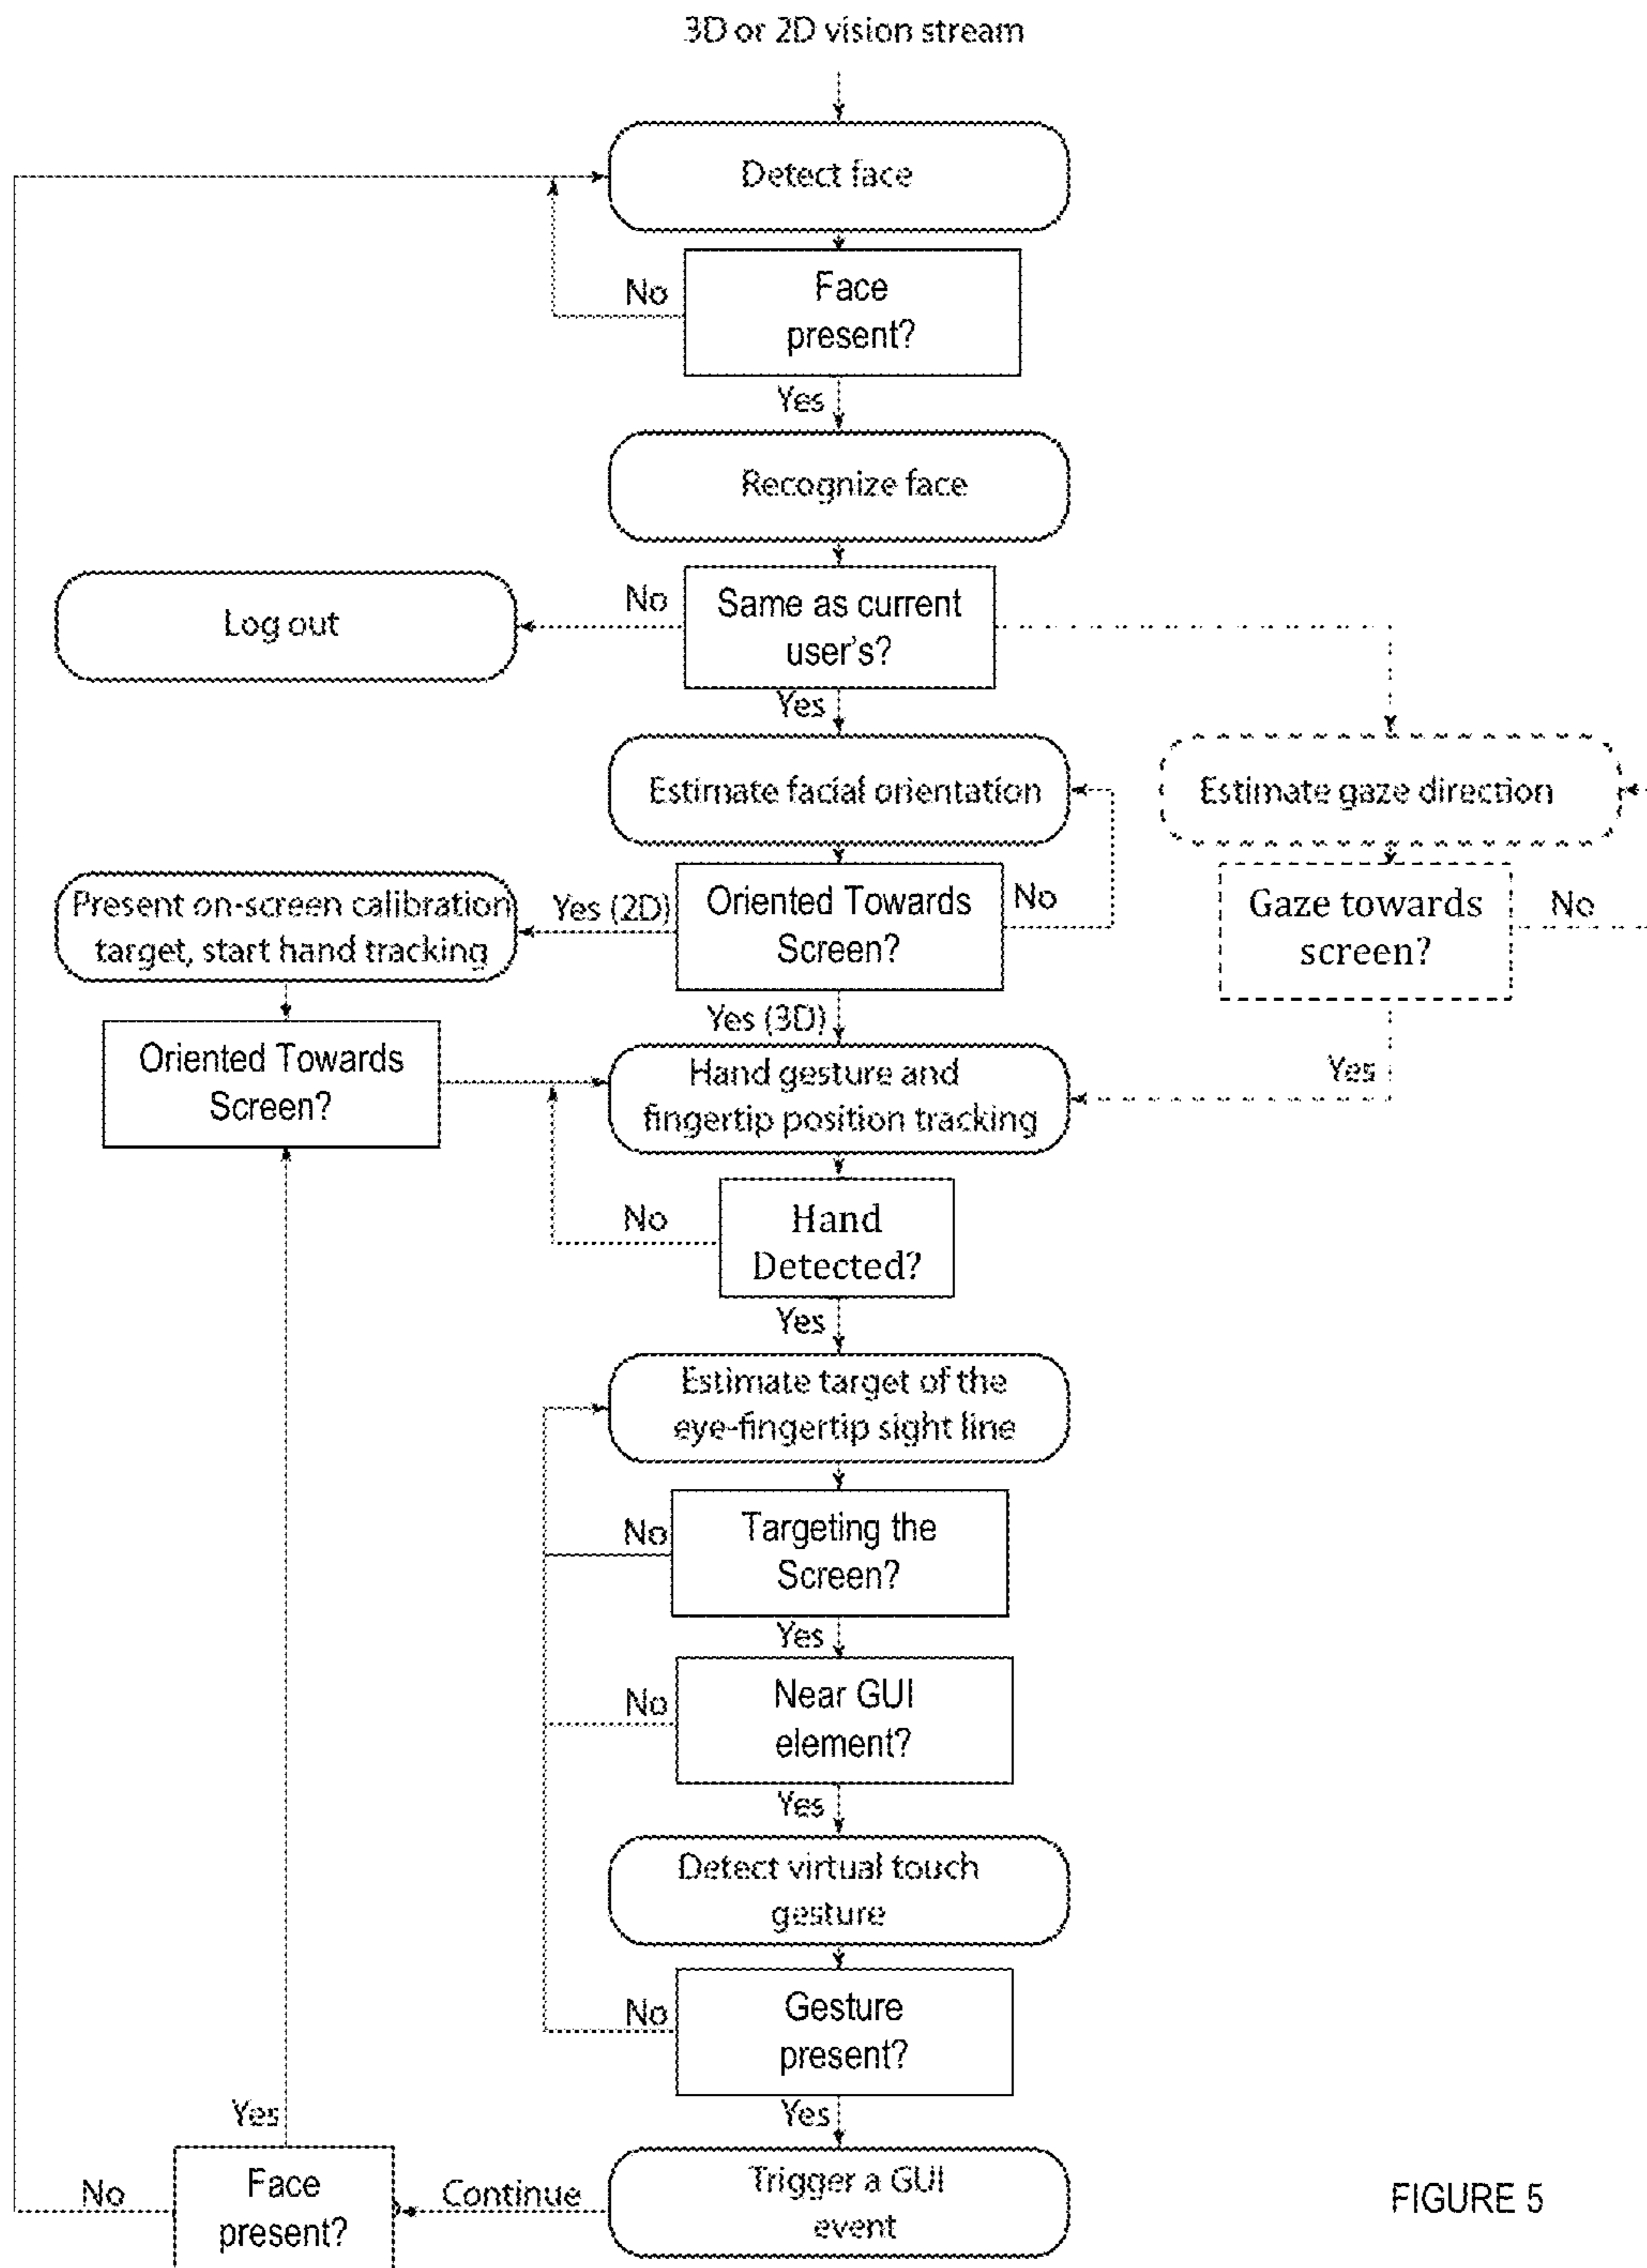 3D or 2D vision stream
Detect face
No
Face
present?
Yes
Recognize face
Log out
No
Same as current
user's?
Yes
Estimate facial orientation
Estimate gaze direction
Present on-screen calibration
target, start hand tracking
Yes (2D)
Oriented Towards
Screen?
No
Gaze towards
screen?
No
Yes (3D)
Oriented Towards
Screen?
Hand gesture and
fingertip position tracking
Yes
No
Hand
Detected?
Yes
Estimate target of the
eye-fingertip sight line
No
Targeting the
Screen?
Yes
No
Near GUI
element?
Yes
Detect virtual touch
gesture
No
Gesture
present?
Yes
Yes
No
Face
present?
Continue
Trigger a GUI
event
FIGURE 5